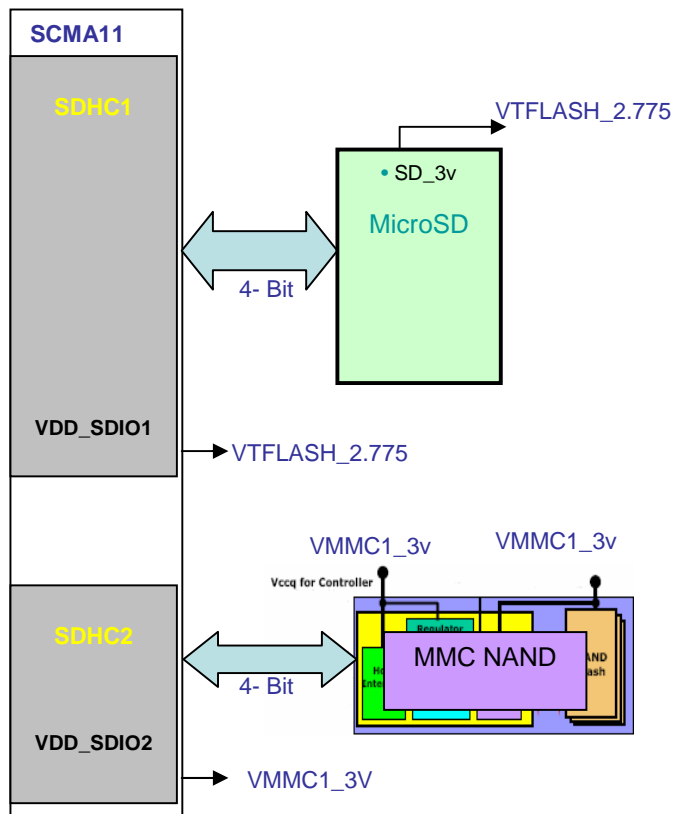 SCMA11
SDHC1
VTFLASH_2.775
• SD_3v
MicroSD
4- Bit
VDD_SDIO1
VTFLASH_2.775
VMMC1_3v
VMMC1_3v
Vccq for Controller
SDHC2
Regulator
MMC NAND
4- Bit
VDD_SDIO2
VMMC1_3V